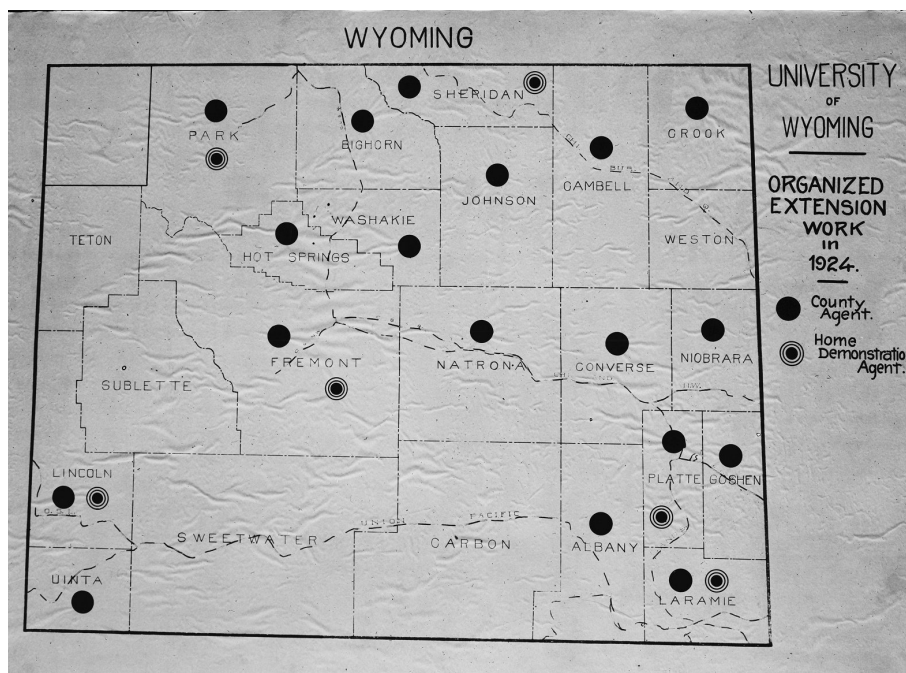 WYOMING
UNIVERSITY
OF
WYOMING
ORGANIZED
EXTENSION
WORK
in
1924.
County
Agent.
Home
Demonstratio
Agent.
SHERIDAN
PARK
BIGHORN
CROOK
JOHNSON
CAMBELL
WASHAKIE
TETON
WESTON
HOT SPRINGS
FREMONT
NATRONA
CONVERSE
NIOBRARA
SUBLETTE
LINCOLN
PLATTE
GOSHEN
UNION PACIFIC
SWEETWATER
CARBON
ALBANY
UINTA
LARAMIE